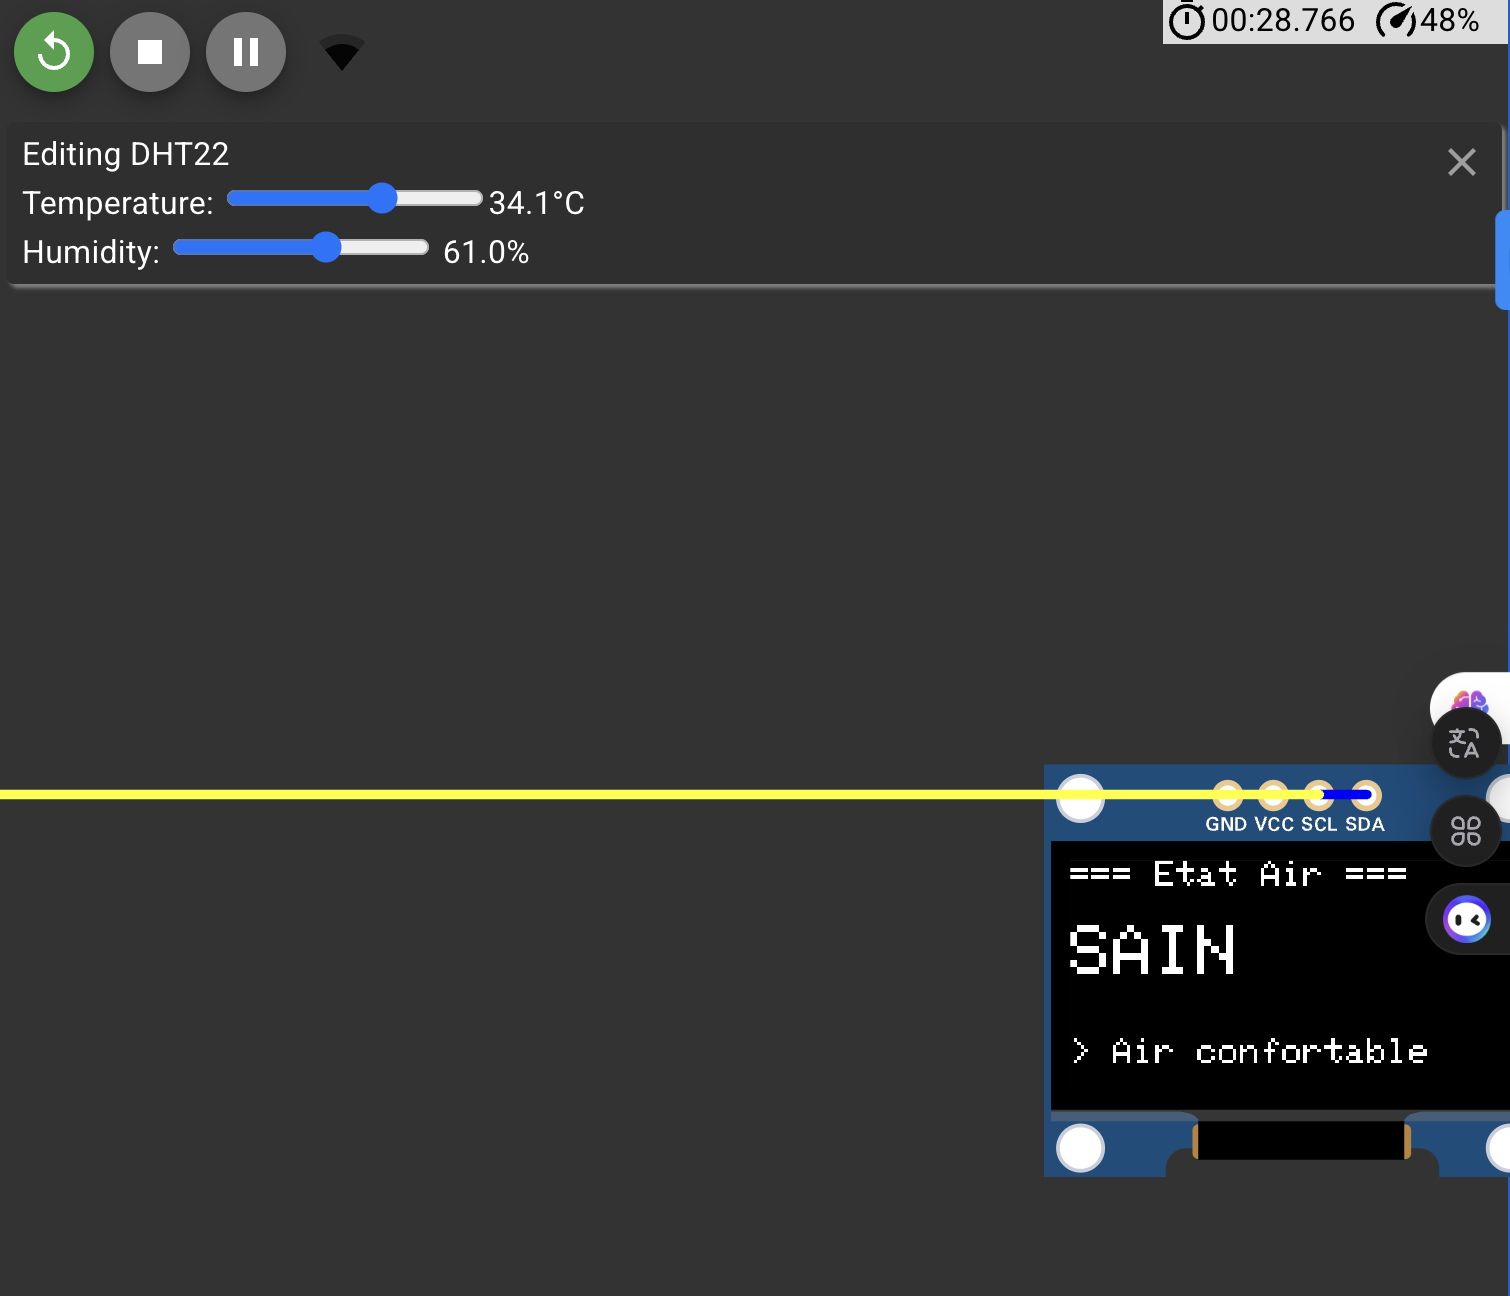 00:28.766 48%
Editing DHT22
Temperature: 34.1°C
Humidity: 61.0%
GND VCC SCL SDA
=== Etat Air ===
SAIN
> Air confortable